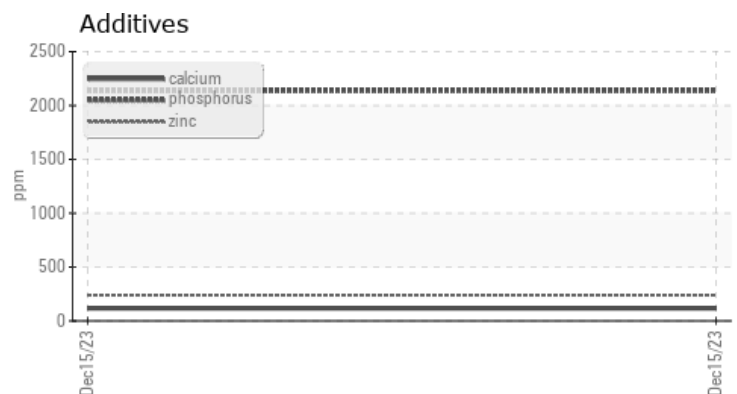 Additives
2500
2000
1500
1000
500
0
ppm
calcium
phosphorus
zinc
Dec15/23
Dec15/23